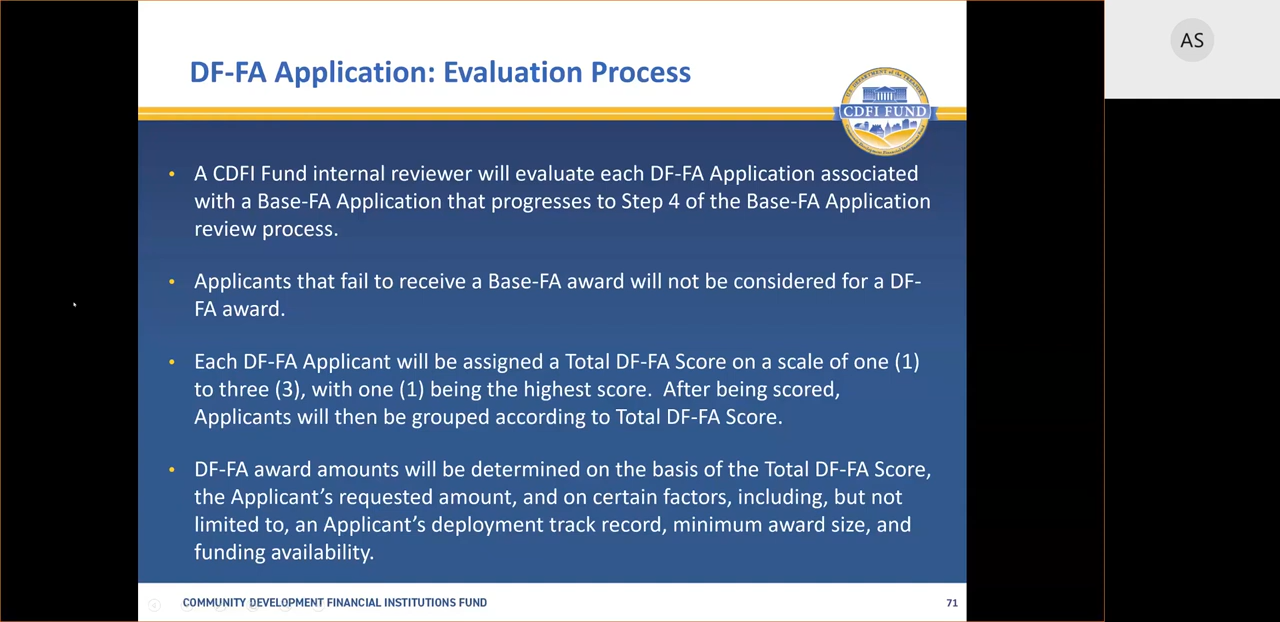 DF-FA Application: Evaluation Process
AS
U.S. DEPARTMENT of the TREASURY
CDFI FUND
• A CDFI Fund internal reviewer will evaluate each DF-FA Application associated
with a Base-FA Application that progresses to Step 4 of the Base-FA Application
review process.
• Applicants that fail to receive a Base-FA award will not be considered for a DF-
FA award.
• Each DF-FA Applicant will be assigned a Total DF-FA Score on a scale of one (1)
to three (3), with one (1) being the highest score.  After being scored,
Applicants will then be grouped according to Total DF-FA Score.
• DF-FA award amounts will be determined on the basis of the Total DF-FA Score,
the Applicant’s requested amount, and on certain factors, including, but not
limited to, an Applicant’s deployment track record, minimum award size, and
funding availability.
COMMUNITY DEVELOPMENT FINANCIAL INSTITUTIONS FUND
71